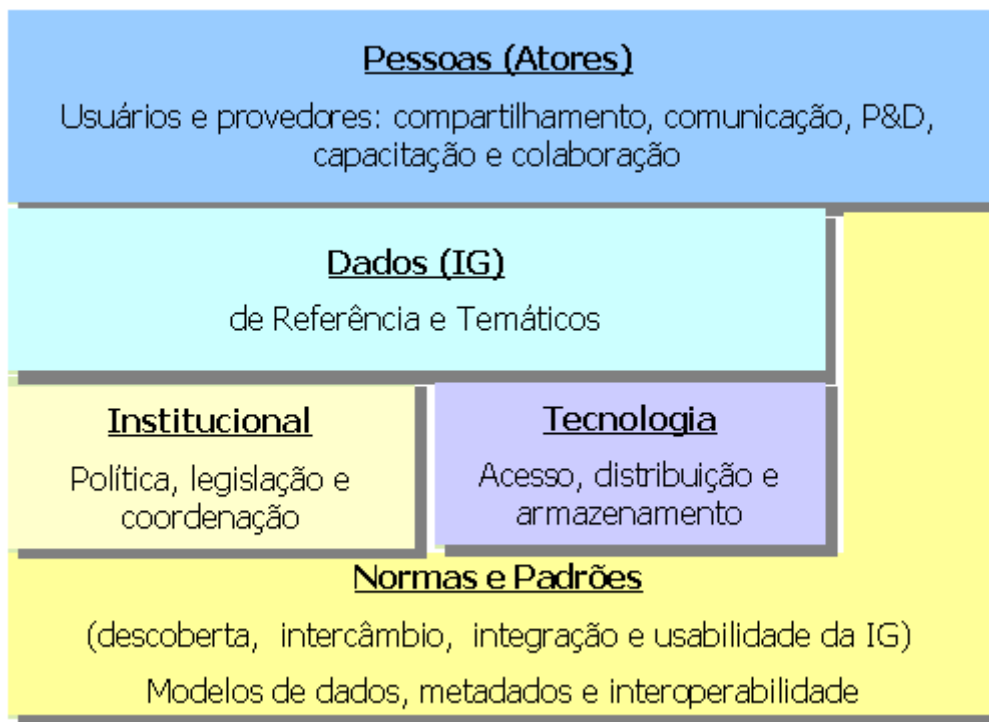 Pessoas (Atores)
Usuários e provedores: compartilhamento, comunicação, P&D,
capacitação e colaboração
Dados (IG)
de Referência e Temáticos
Institucional
Política, legislação e
coordenação
Tecnologia
Acesso, distribuição e
armazenamento
Normas e Padrões
(descoberta, intercâmbio, integração e usabilidade da IG)
Modelos de dados, metadados e interoperabilidade